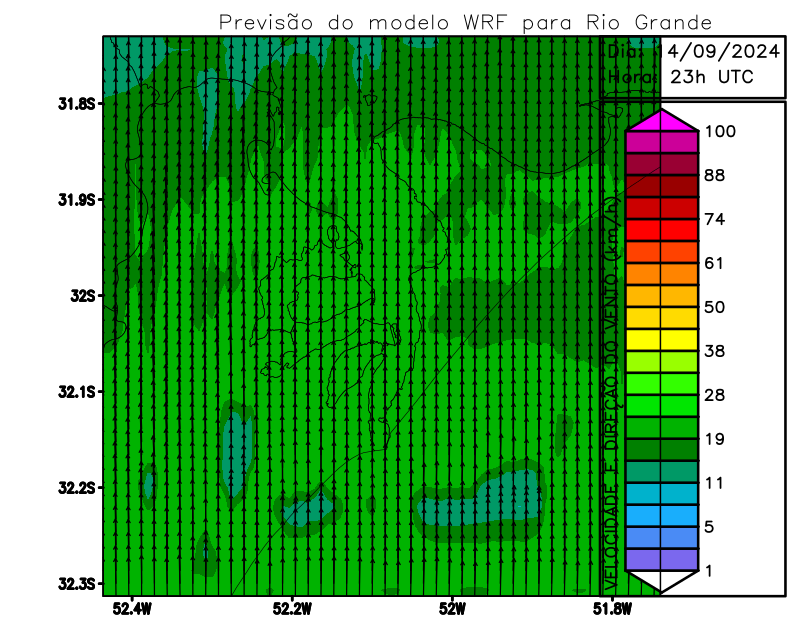 Previsão do modelo WRF para Rio Grande
Dia: 14/09/2024
Hora: 23h UTC
31.8S
31.9S
32S
32.1S
32.2S
32.3S
52.4W
52.2W
52W
51.8W
VELOCIDADE E DIREÇÃO DO VENTO (km/h)
100
88
74
61
50
38
28
19
11
5
1